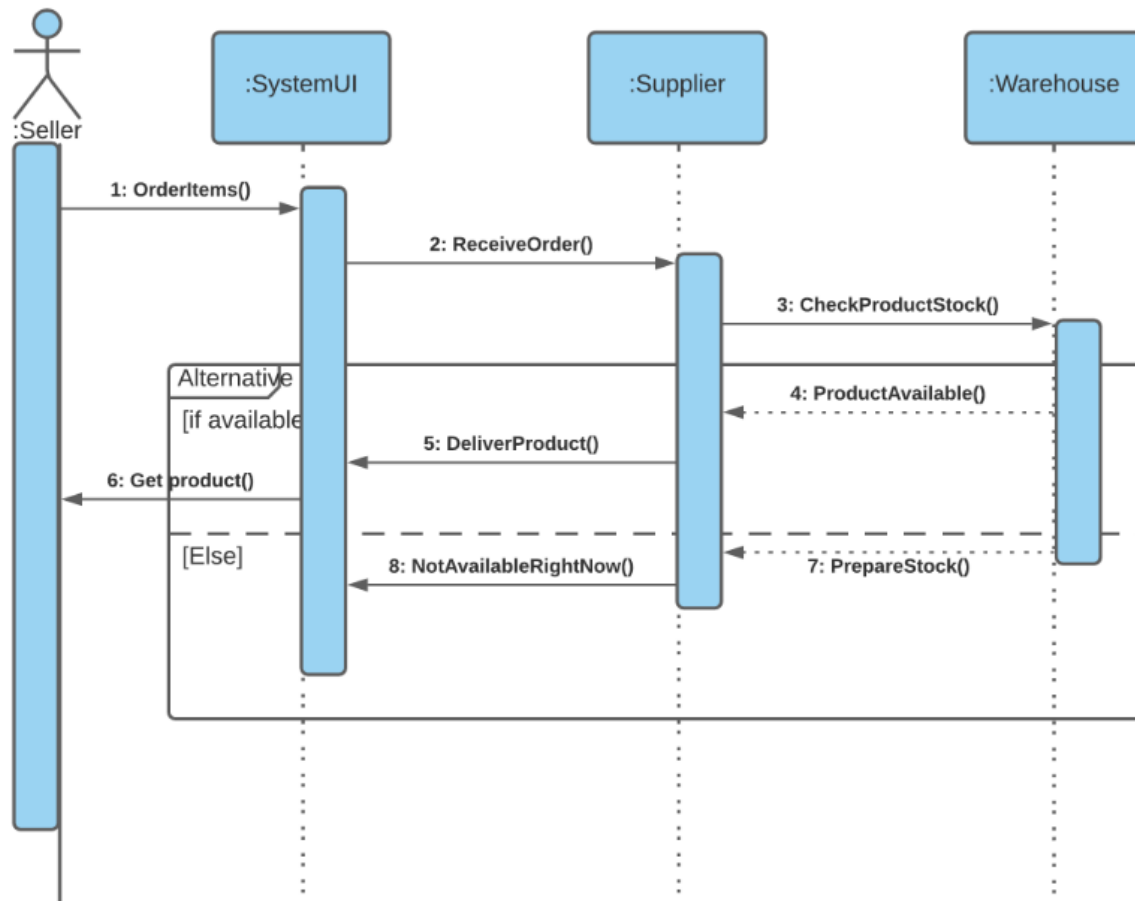 :SystemUI
:Supplier
:Warehouse
:Seller
1: OrderItems()
2: ReceiveOrder()
3: CheckProductStock()
Alternative
4: ProductAvailable()
[if available
5: DeliverProduct()
6: Get product()
[Else]
7: PrepareStock()
8: NotAvailableRightNow()